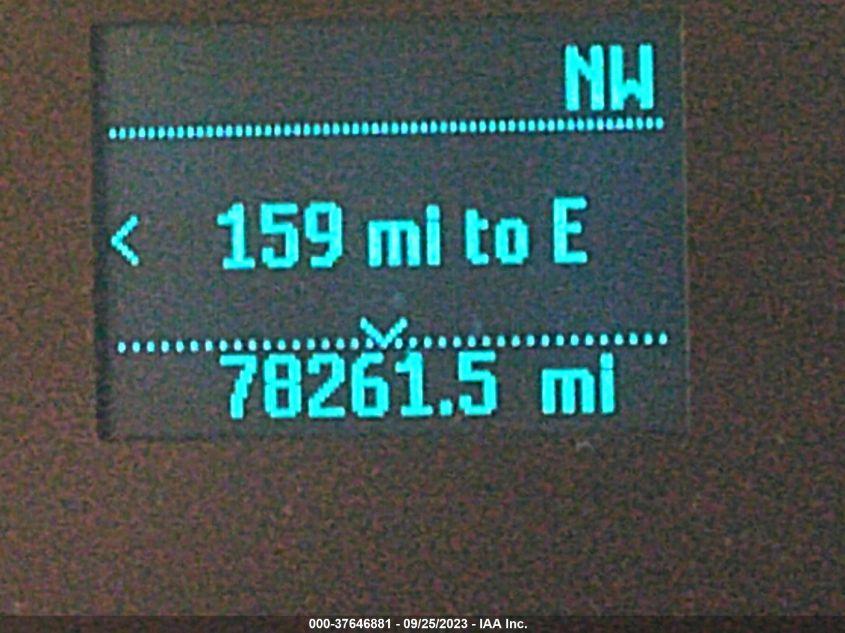 NW
< 159 mi to E
78261.5 mi
000-37646881 - 09/25/2023 - IAA Inc.